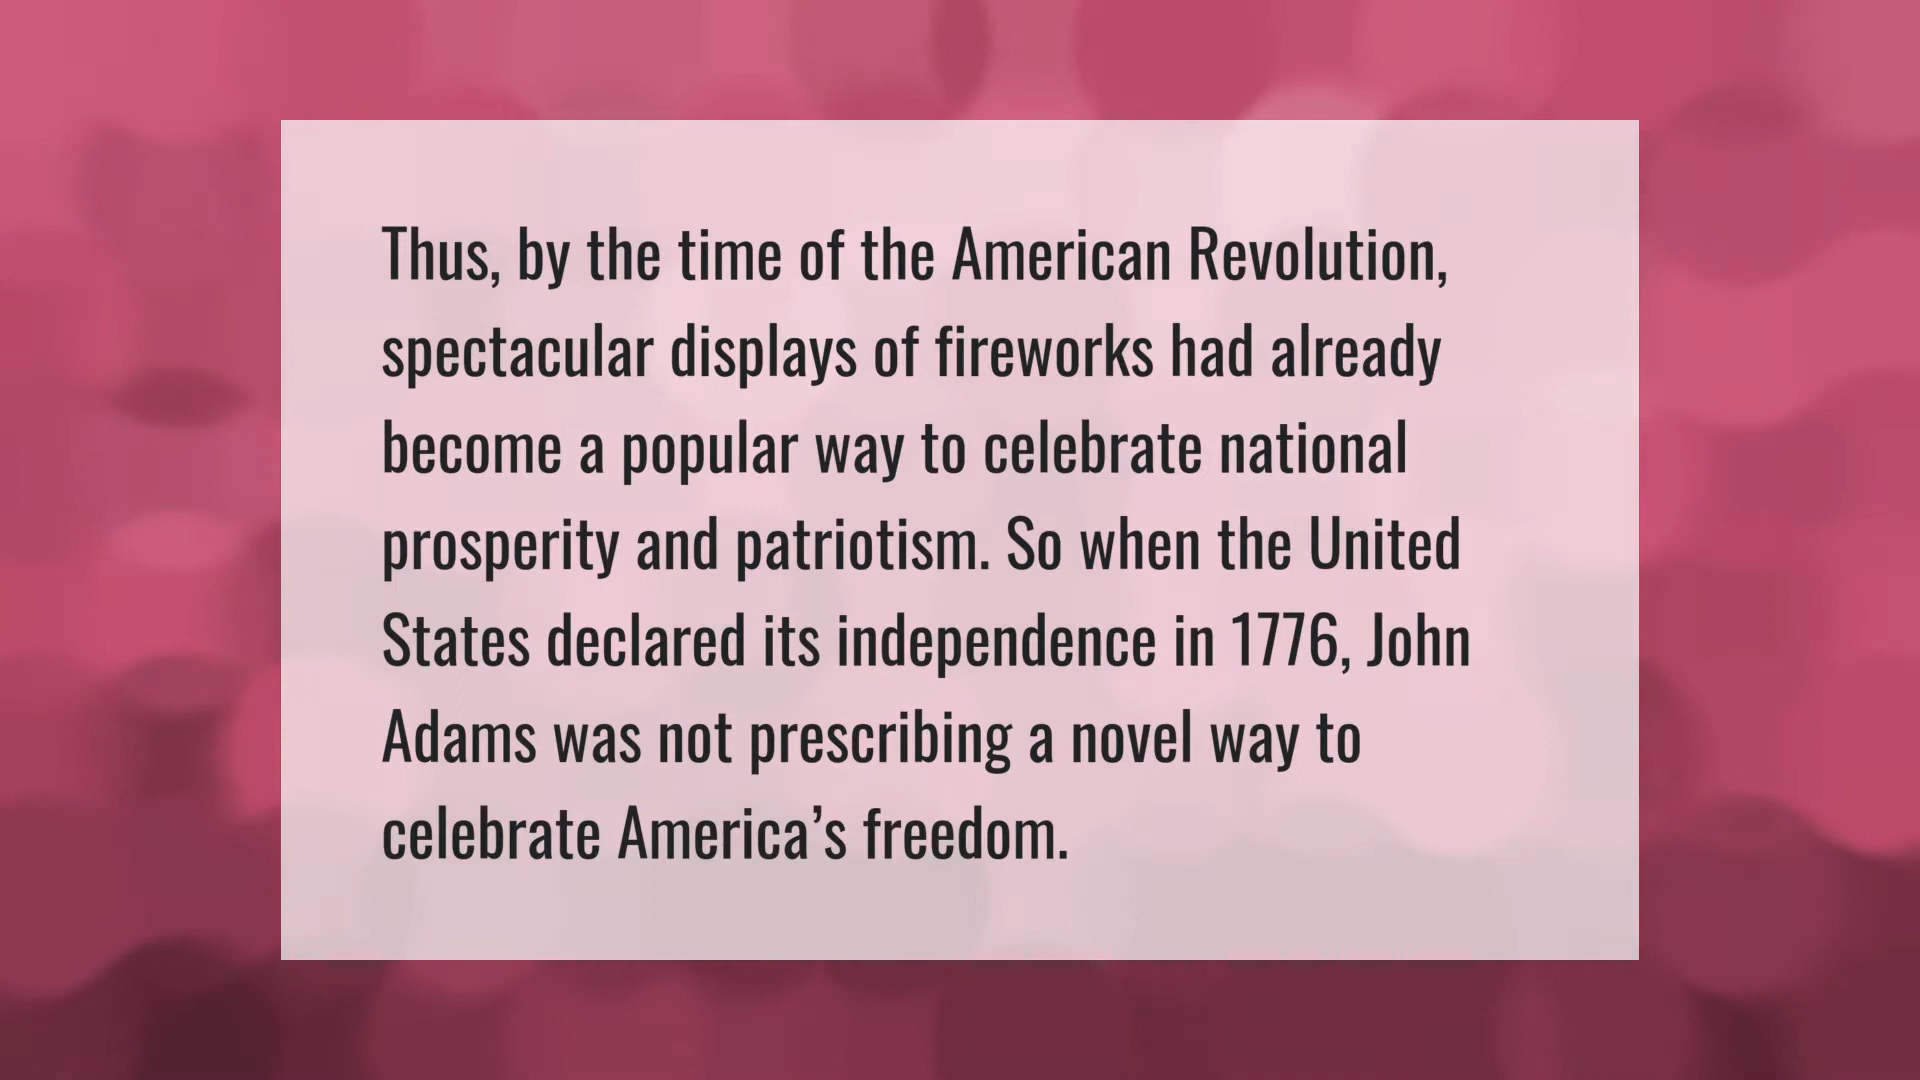 Thus, by the time of the American Revolution,
spectacular displays of fireworks had already
become a popular way to celebrate national
prosperity and patriotism. So when the United
States declared its independence in 1776, John
Adams was not prescribing a novel way to
celebrate America’s freedom.